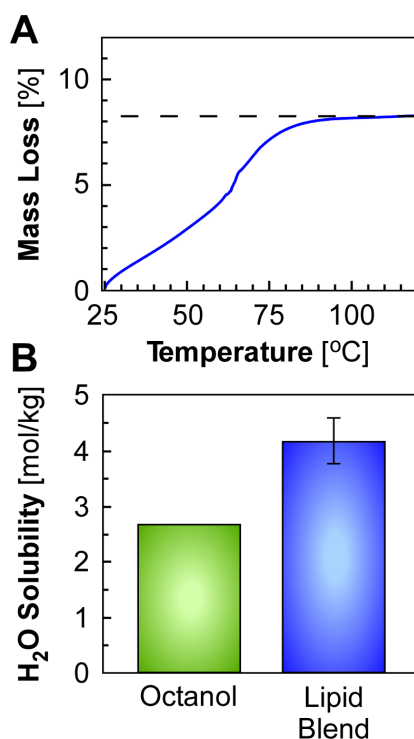 A
Mass Loss [%]
10
5
0
25
50
75
100
Temperature [ºC]
B
H₂O Solubility [mol/kg]
5
4
3
2
1
0
Octanol
Lipid
Blend